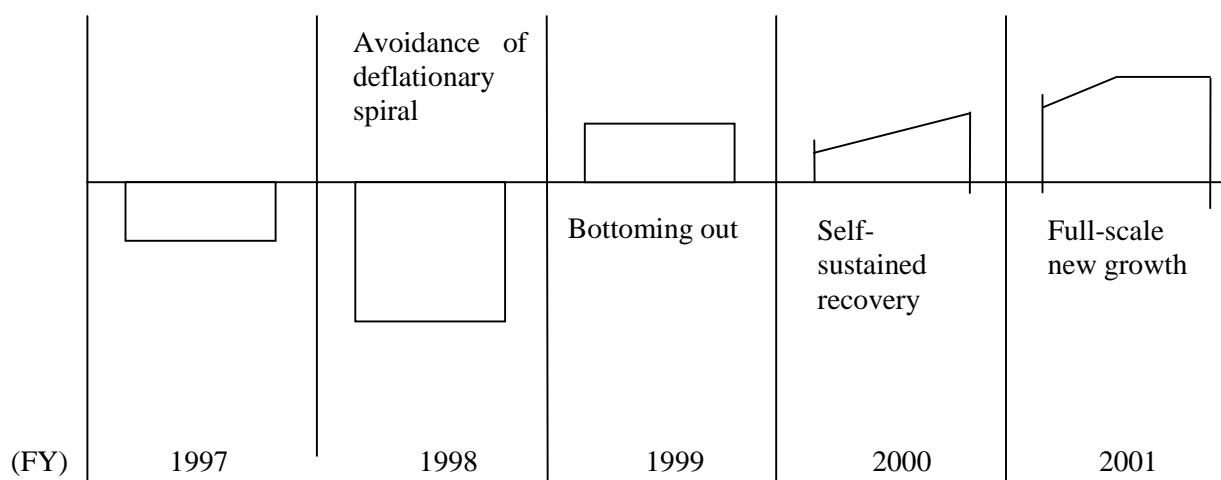 Avoidance of
deflationary
spiral
Bottoming out
Self-
sustained
recovery
Full-scale
new growth
(FY) 1997 1998 1999 2000 2001